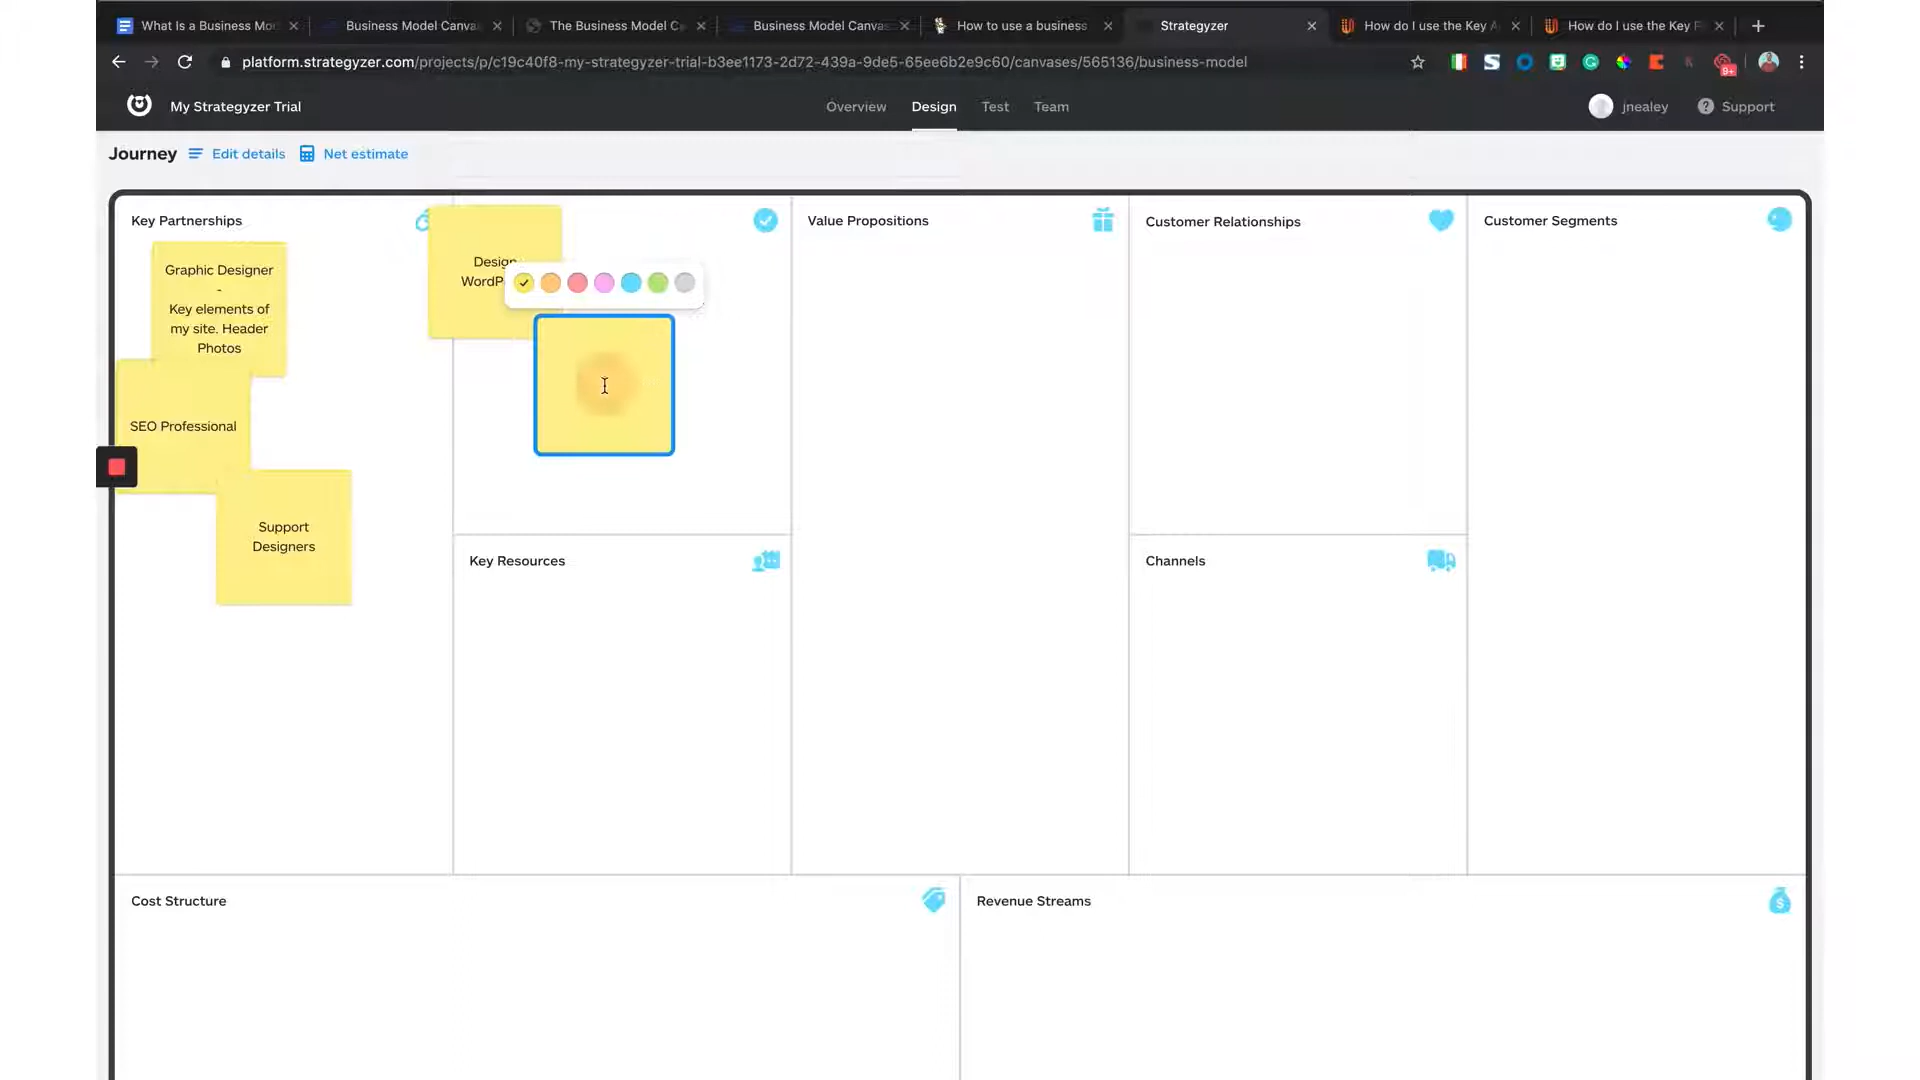 What Is a Business Mo
Business Model Canva
The Business Model C
Business Model Canva
How to use a business
Strategyzer
How do I use the Key A
How do I use the Key
platform.strategyzer.com/projects/p/c19c40f8-my-strategyzer-trial-b3ee1173-2d72-439a-9de5-65ee6b2e9c60/canvases/565136/business-model
9+
My Strategyzer Trial
Overview
Design
Test
Team
jnealey
Support
Journey
Edit details
Net estimate
Key Partnerships
Graphic Designer
-
Key elements of
my site. Header
Photos
SEO Professional
Support
Designers
Design
WordP
Key Resources
Value Propositions
Customer Relationships
Channels
Customer Segments
Cost Structure
Revenue Streams